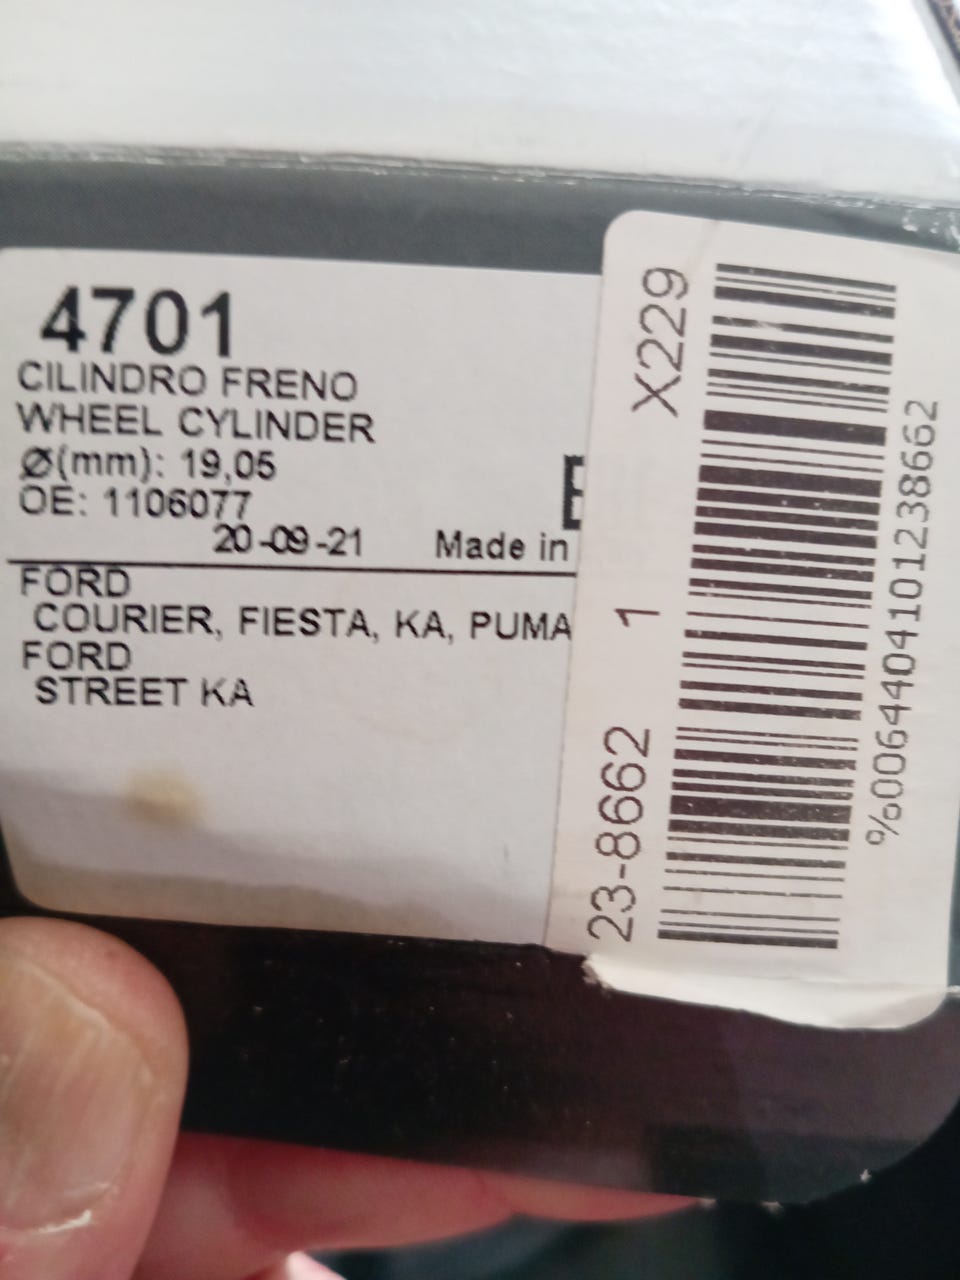 4701
CILINDRO FRENO
WHEEL CYLINDER
Ø(mm): 19,05
OE: 1106077
20-09-21 Made in
FORD
COURIER, FIESTA, KA, PUMA
FORD
STREET KA
23-8662 1 X229
%0064404101238662